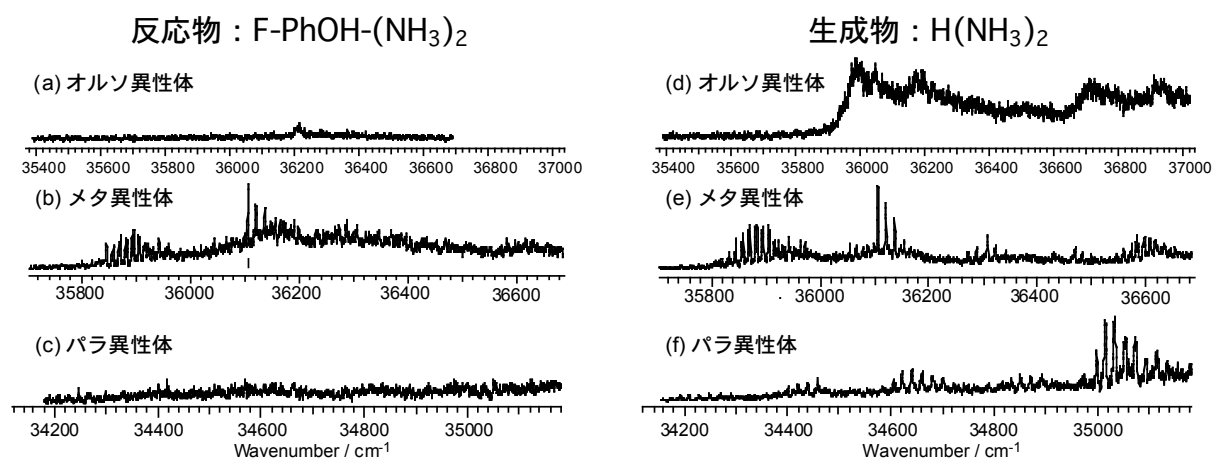 反応物：F-PhOH-(NH3)2
生成物：H(NH3)2
(a) オルソ異性体
35400 35600 35800 36000 36200 36400 36600 36800 37000
(b) メタ異性体
35800 36000 36200 36400 36600
(c) パラ異性体
34200 34400 34600 34800 35000
Wavenumber / cm-1
(d) オルソ異性体
35400 35600 35800 36000 36200 36400 36600 36800 37000
(e) メタ異性体
35800 36000 36200 36400 36600
(f) パラ異性体
34200 34400 34600 34800 35000
Wavenumber / cm-1